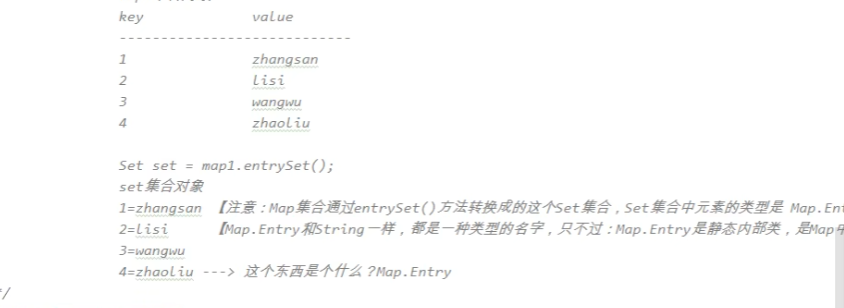 key value
---------------------------
1 zhangsan
2 lisi
3 wangwu
4 zhaoliu
Set set = map1.entrySet();
set集合对象
1=zhangsan 【注意：Map集合通过entrySet()方法转换成的这个Set集合，Set集合中元素的类型是 Map.Ent
2=lisi 【Map.Entry和String一样，都是一种类型的名字，只不过：Map.Entry是静态内部类，是Map中
3=wangwu
4=zhaoliu ---> 这个东西是个什么？Map.Entry
*/